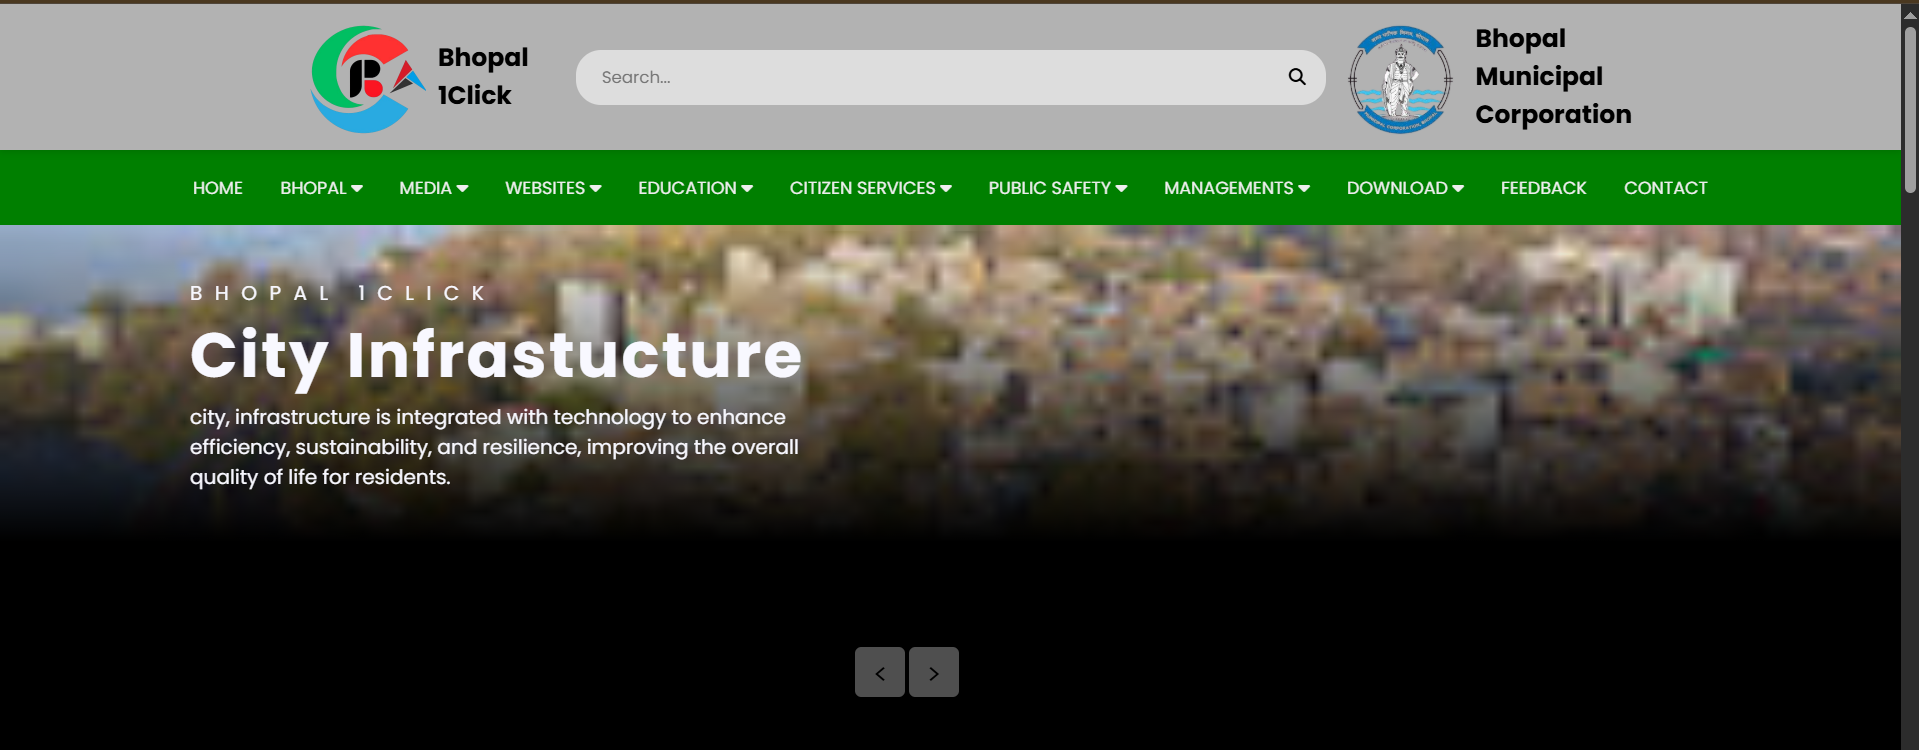 Bhopal
1Click
Search...
Bhopal
Municipal
Corporation
HOME BHOPAL MEDIA WEBSITES EDUCATION CITIZEN SERVICES PUBLIC SAFETY MANAGEMENTS DOWNLOAD FEEDBACK CONTACT
BHOPAL 1CLICK
City Infrastucture
city, infrastructure is integrated with technology to enhance
efficiency, sustainability, and resilience, improving the overall
quality of life for residents.